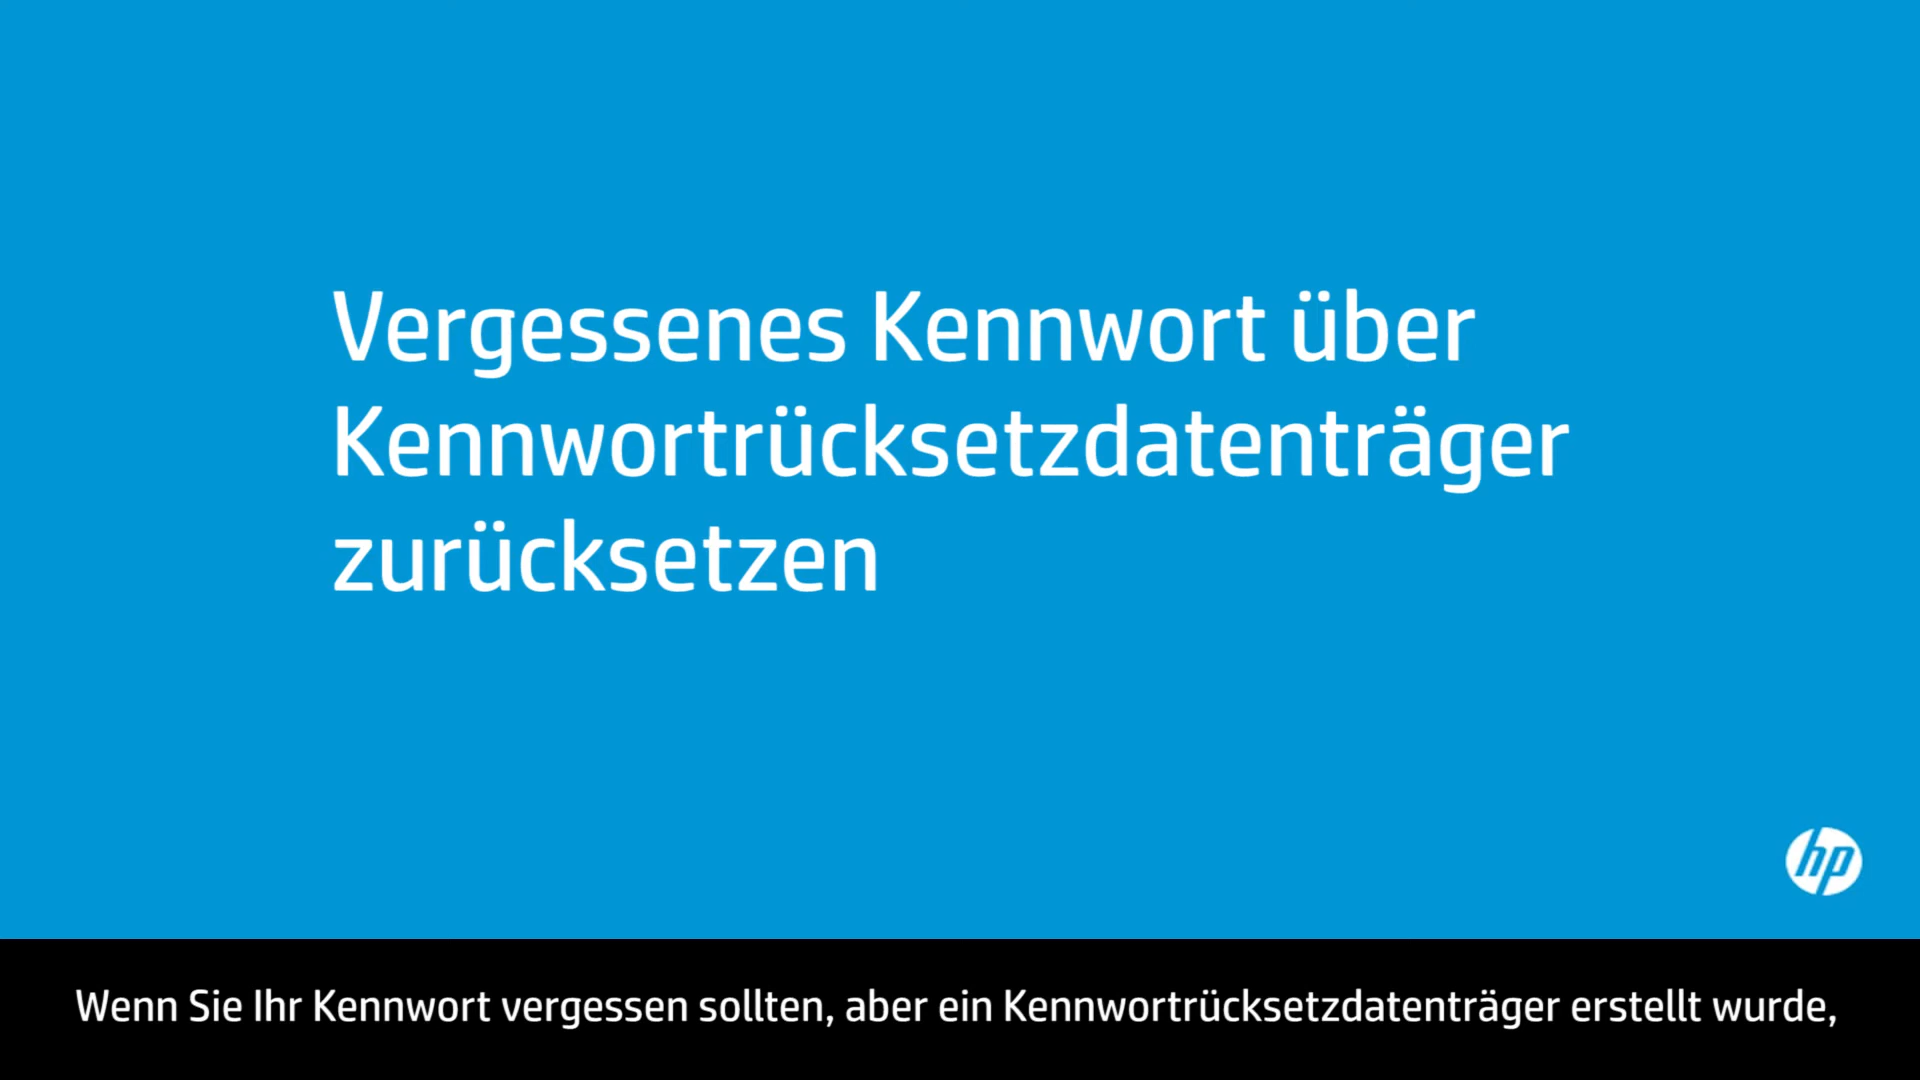 Vergessenes Kennwort über
Kennwortrücksetzdatenträger
zurücksetzen
hp
Wenn Sie Ihr Kennwort vergessen sollten, aber ein Kennwortrücksetzdatenträger erstellt wurde,